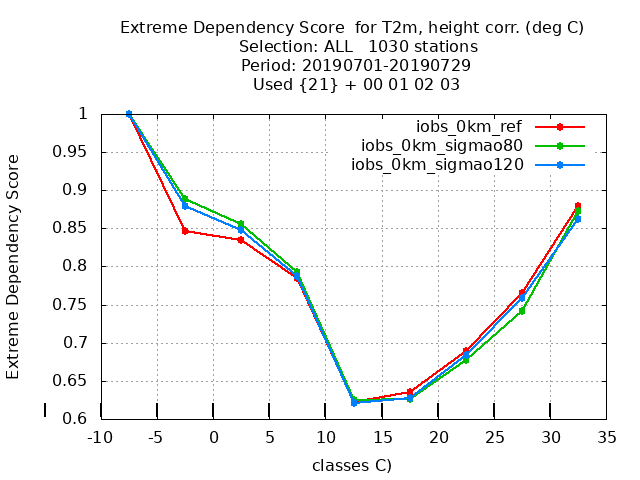 Extreme Dependency Score  for T2m, height corr. (deg C)
Selection: ALL   1030 stations
Period: 20190701-20190729
Used {21} + 00 01 02 03
iobs_0km_ref
iobs_0km_sigmao80
iobs_0km_sigmao120
Extreme Dependency Score
1
0.95
0.9
0.85
0.8
0.75
0.7
0.65
0.6
-10 -5 0 5 10 15 20 25 30 35
classes C)